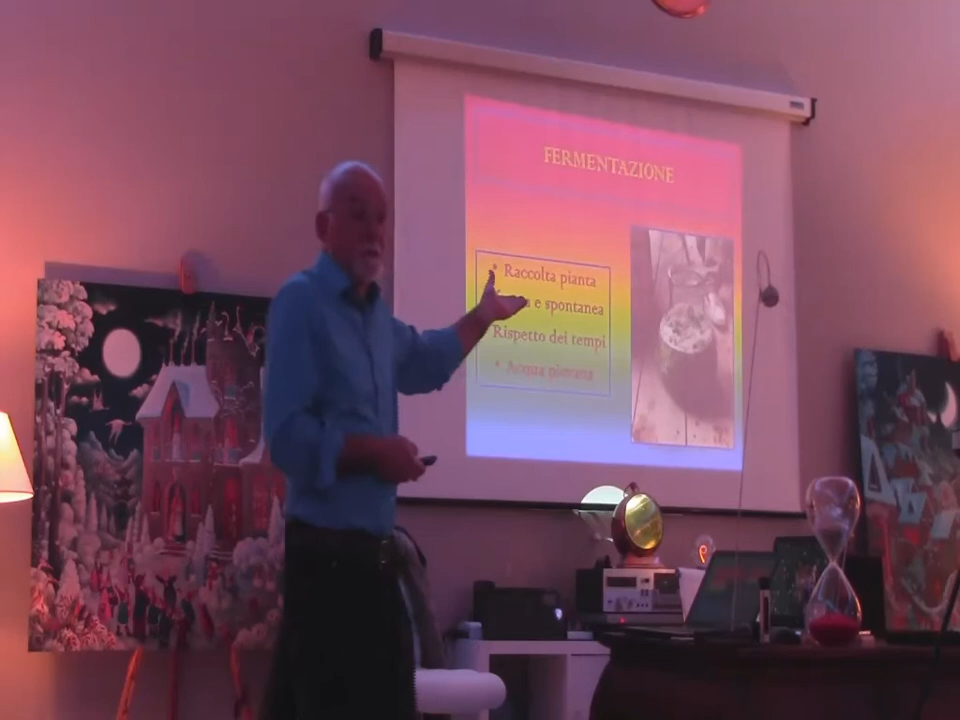 FERMENTAZIONE
• Raccolta pianta
e spontanea
Rispetto dei tempi
• Acqua piovana